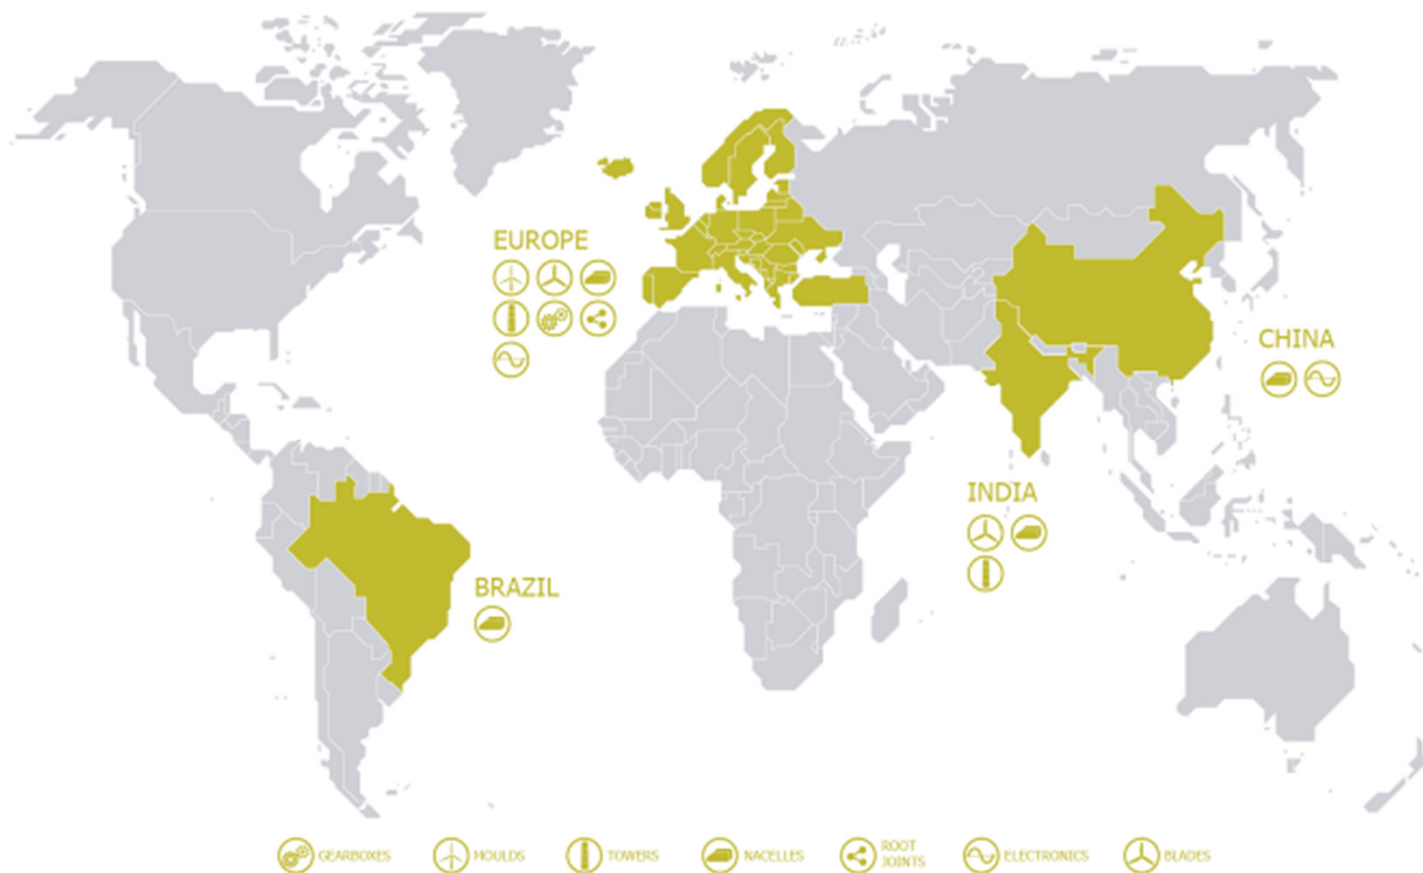 EUROPE
CHINA
INDIA
BRAZIL
GEARBOXES
MOULDS
TOWERS
NACELLES
ROOT
JOINTS
ELECTRONICS
BLADES